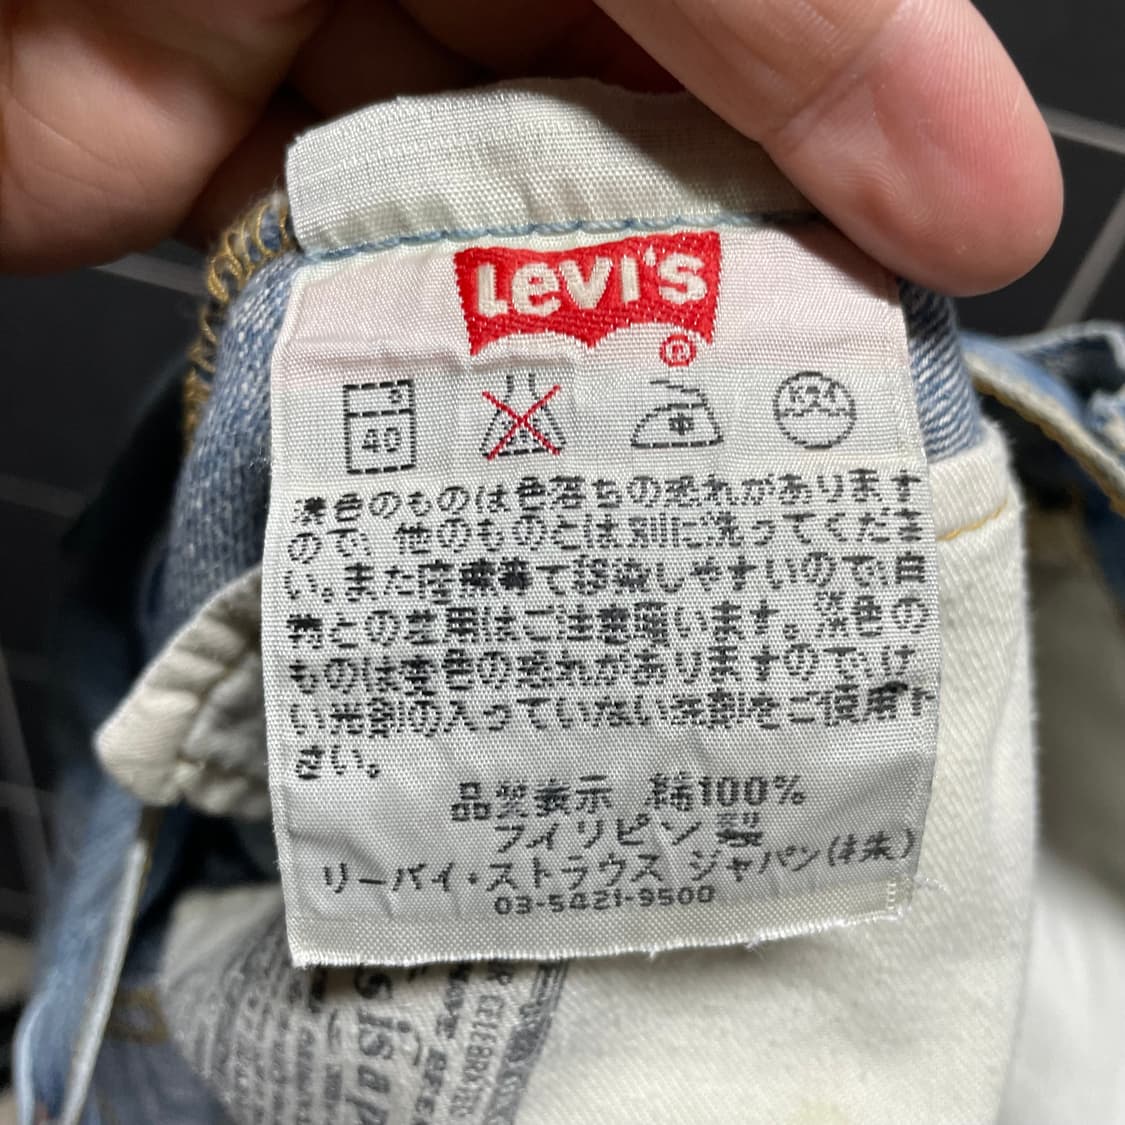 Levi's
®
40
濃色のものは色落ちの恐れがあります
ので、他のものとは別に洗ってくださ
い。また摩擦等で移染しやすいので、白
物との着用はご注意願います。淡色の
ものは変色の恐れがありますので、け
い光剤の入っていない洗剤をご使用下
さい。
品質表示 綿100%
フィリピン製
リーバイ・ストラウス ジャパン(株)
03-5421-9500
R CELEBRATED
s is a p